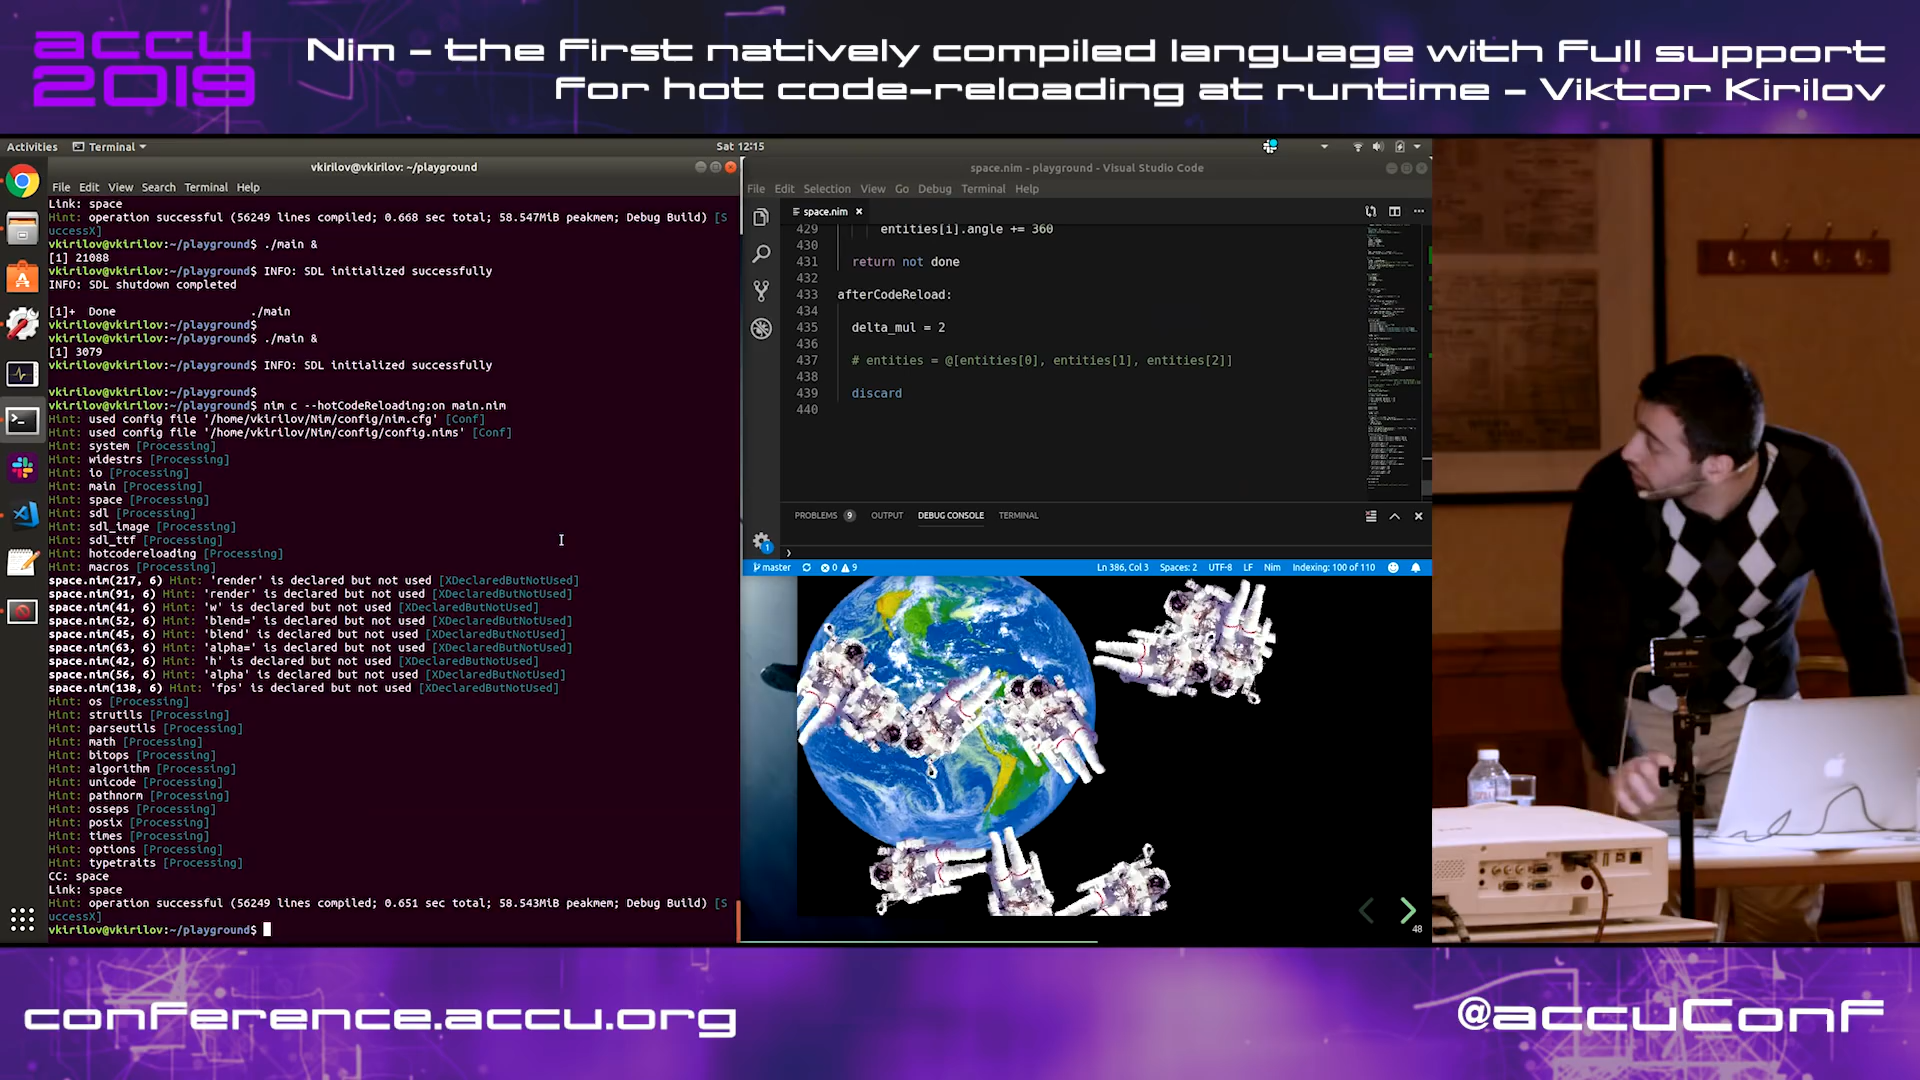 accu
2019
Nim - the first natively compiled language with full support
for hot code-reloading at runtime - Viktor Kirilov
Activities
Terminal
Sat 12:15
vkirilov@vkirilov: ~/playground
File Edit View Search Terminal Help
Link: space
Hint: operation successful (56249 lines compiled; 0.668 sec total; 58.547MiB peakmem; Debug Build) [S
uccessX]
vkirilov@vkirilov:~/playground$ ./main &
[1] 21088
vkirilov@vkirilov:~/playground$ INFO: SDL initialized successfully
INFO: SDL shutdown completed
[1]+  Done                    ./main
vkirilov@vkirilov:~/playground$
vkirilov@vkirilov:~/playground$ ./main &
[1] 3079
vkirilov@vkirilov:~/playground$ INFO: SDL initialized successfully
vkirilov@vkirilov:~/playground$
vkirilov@vkirilov:~/playground$ nim c --hotCodeReloading:on main.nim
Hint: used config file '/home/vkirilov/Nim/config/nim.cfg' [Conf]
Hint: used config file '/home/vkirilov/Nim/config/config.nims' [Conf]
Hint: system [Processing]
Hint: widestrs [Processing]
Hint: io [Processing]
Hint: main [Processing]
Hint: space [Processing]
Hint: sdl [Processing]
Hint: sdl_image [Processing]
Hint: sdl_ttf [Processing]
Hint: hotcodereloading [Processing]
Hint: macros [Processing]
space.nim(217, 6) Hint: 'render' is declared but not used [XDeclaredButNotUsed]
space.nim(91, 6) Hint: 'render' is declared but not used [XDeclaredButNotUsed]
space.nim(41, 6) Hint: 'w' is declared but not used [XDeclaredButNotUsed]
space.nim(52, 6) Hint: 'blend=' is declared but not used [XDeclaredButNotUsed]
space.nim(45, 6) Hint: 'blend' is declared but not used [XDeclaredButNotUsed]
space.nim(63, 6) Hint: 'alpha=' is declared but not used [XDeclaredButNotUsed]
space.nim(42, 6) Hint: 'h' is declared but not used [XDeclaredButNotUsed]
space.nim(56, 6) Hint: 'alpha' is declared but not used [XDeclaredButNotUsed]
space.nim(138, 6) Hint: 'fps' is declared but not used [XDeclaredButNotUsed]
Hint: os [Processing]
Hint: strutils [Processing]
Hint: parseutils [Processing]
Hint: math [Processing]
Hint: bitops [Processing]
Hint: algorithm [Processing]
Hint: unicode [Processing]
Hint: pathnorm [Processing]
Hint: osseps [Processing]
Hint: posix [Processing]
Hint: times [Processing]
Hint: options [Processing]
Hint: typetraits [Processing]
CC: space
Link: space
Hint: operation successful (56249 lines compiled; 0.651 sec total; 58.543MiB peakmem; Debug Build) [S
uccessX]
vkirilov@vkirilov:~/playground$
space.nim - playground - Visual Studio Code
File Edit Selection View Go Debug Terminal Help
space.nim
429 entities[i].angle += 360
430
431 return not done
432
433 afterCodeReload:
434
435 delta_mul = 2
436
437 # entities = @[entities[0], entities[1], entities[2]]
438
439 discard
440
PROBLEMS 9 OUTPUT DEBUG CONSOLE TERMINAL
1
master 0 9 Ln 386, Col 3 Spaces: 2 UTF-8 LF Nim Indexing: 100 of 110
48
conference.accu.org
@accuConf